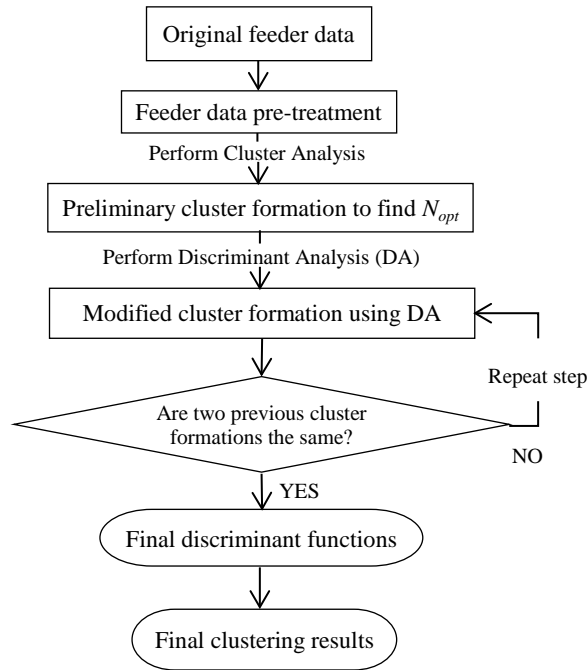 Original feeder data
Feeder data pre-treatment
Perform Cluster Analysis
Preliminary cluster formation to find N_opt
Perform Discriminant Analysis (DA)
Modified cluster formation using DA
Repeat step
Are two previous cluster
formations the same?
NO
YES
Final discriminant functions
Final clustering results